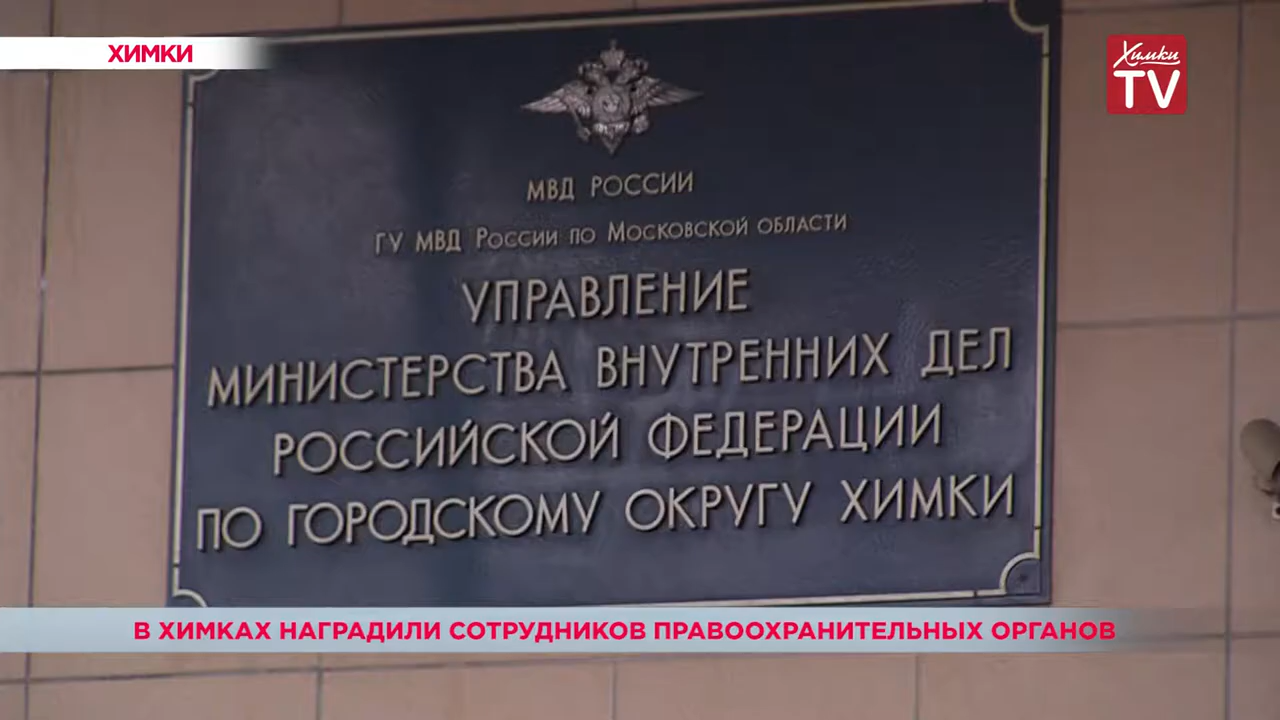 ХИМКИ
Химки
TV
МВД РОССИИ
ГУ МВД РОССИИ ПО МОСКОВСКОЙ ОБЛАСТИ
УПРАВЛЕНИЕ
МИНИСТЕРСТВА ВНУТРЕННИХ ДЕЛ
РОССИЙСКОЙ ФЕДЕРАЦИИ
ПО ГОРОДСКОМУ ОКРУГУ ХИМКИ
В ХИМКАХ НАГРАДИЛИ СОТРУДНИКОВ ПРАВООХРАНИТЕЛЬНЫХ ОРГАНОВ